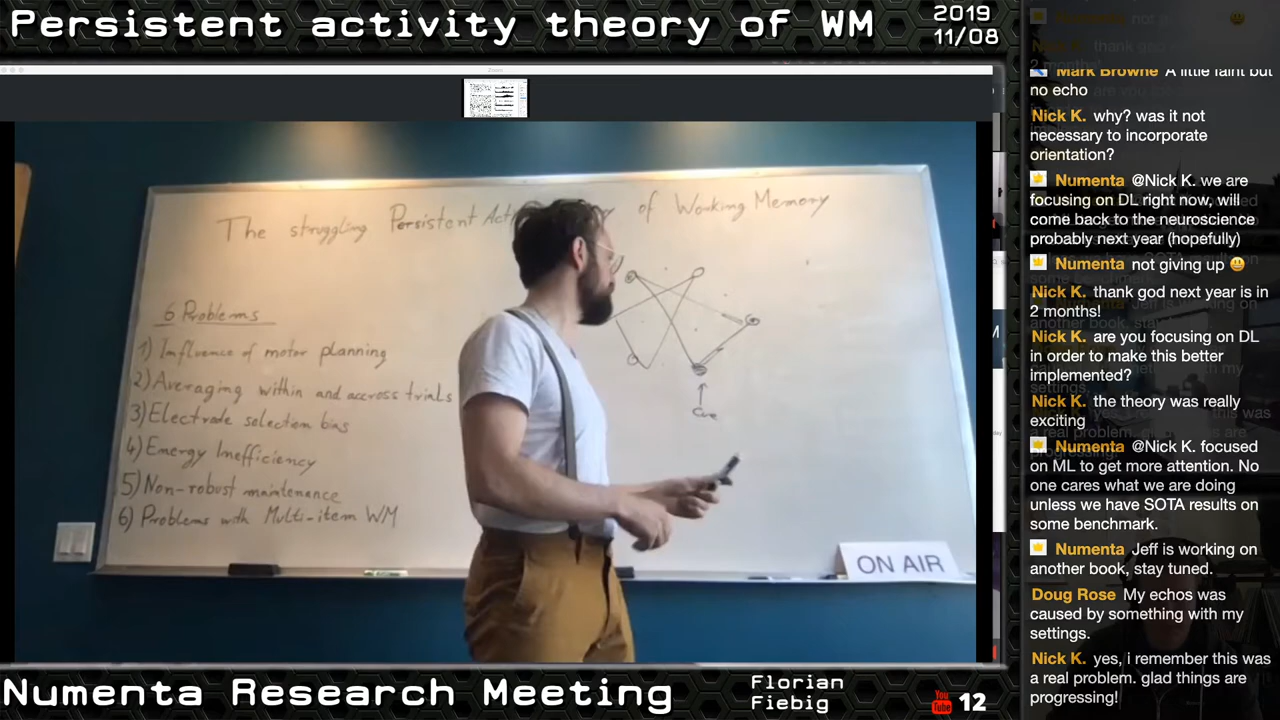 Persistent activity theory of WM
2019
11/08
Zoom
The struggling Persistent Act
of Working Memory
6 Problems
1) Influence of motor planning
2) Averaging within and accross trials
3) Electrode selection bias
4) Energy Inefficiency
5) Non-robust maintenance
6) Problems with Multi-item WM
Cue
ON AIR
Numenta Research Meeting
Florian
Fiebig
You
Tube
12
Mark Browne A little faint but
no echo
Nick K. why? was it not
necessary to incorporate
orientation?
Numenta @Nick K. we are
focusing on DL right now, will
come back to the neuroscience
probably next year (hopefully)
Numenta not giving up 😃
Nick K. thank god next year is in
2 months!
Nick K. are you focusing on DL
in order to make this better
implemented?
Nick K. the theory was really
exciting
Numenta @Nick K. focused
on ML to get more attention. No
one cares what we are doing
unless we have SOTA results on
some benchmark.
Numenta Jeff is working on
another book, stay tuned.
Doug Rose My echos was
caused by something with my
settings.
Nick K. yes, i remember this was
a real problem. glad things are
progressing!